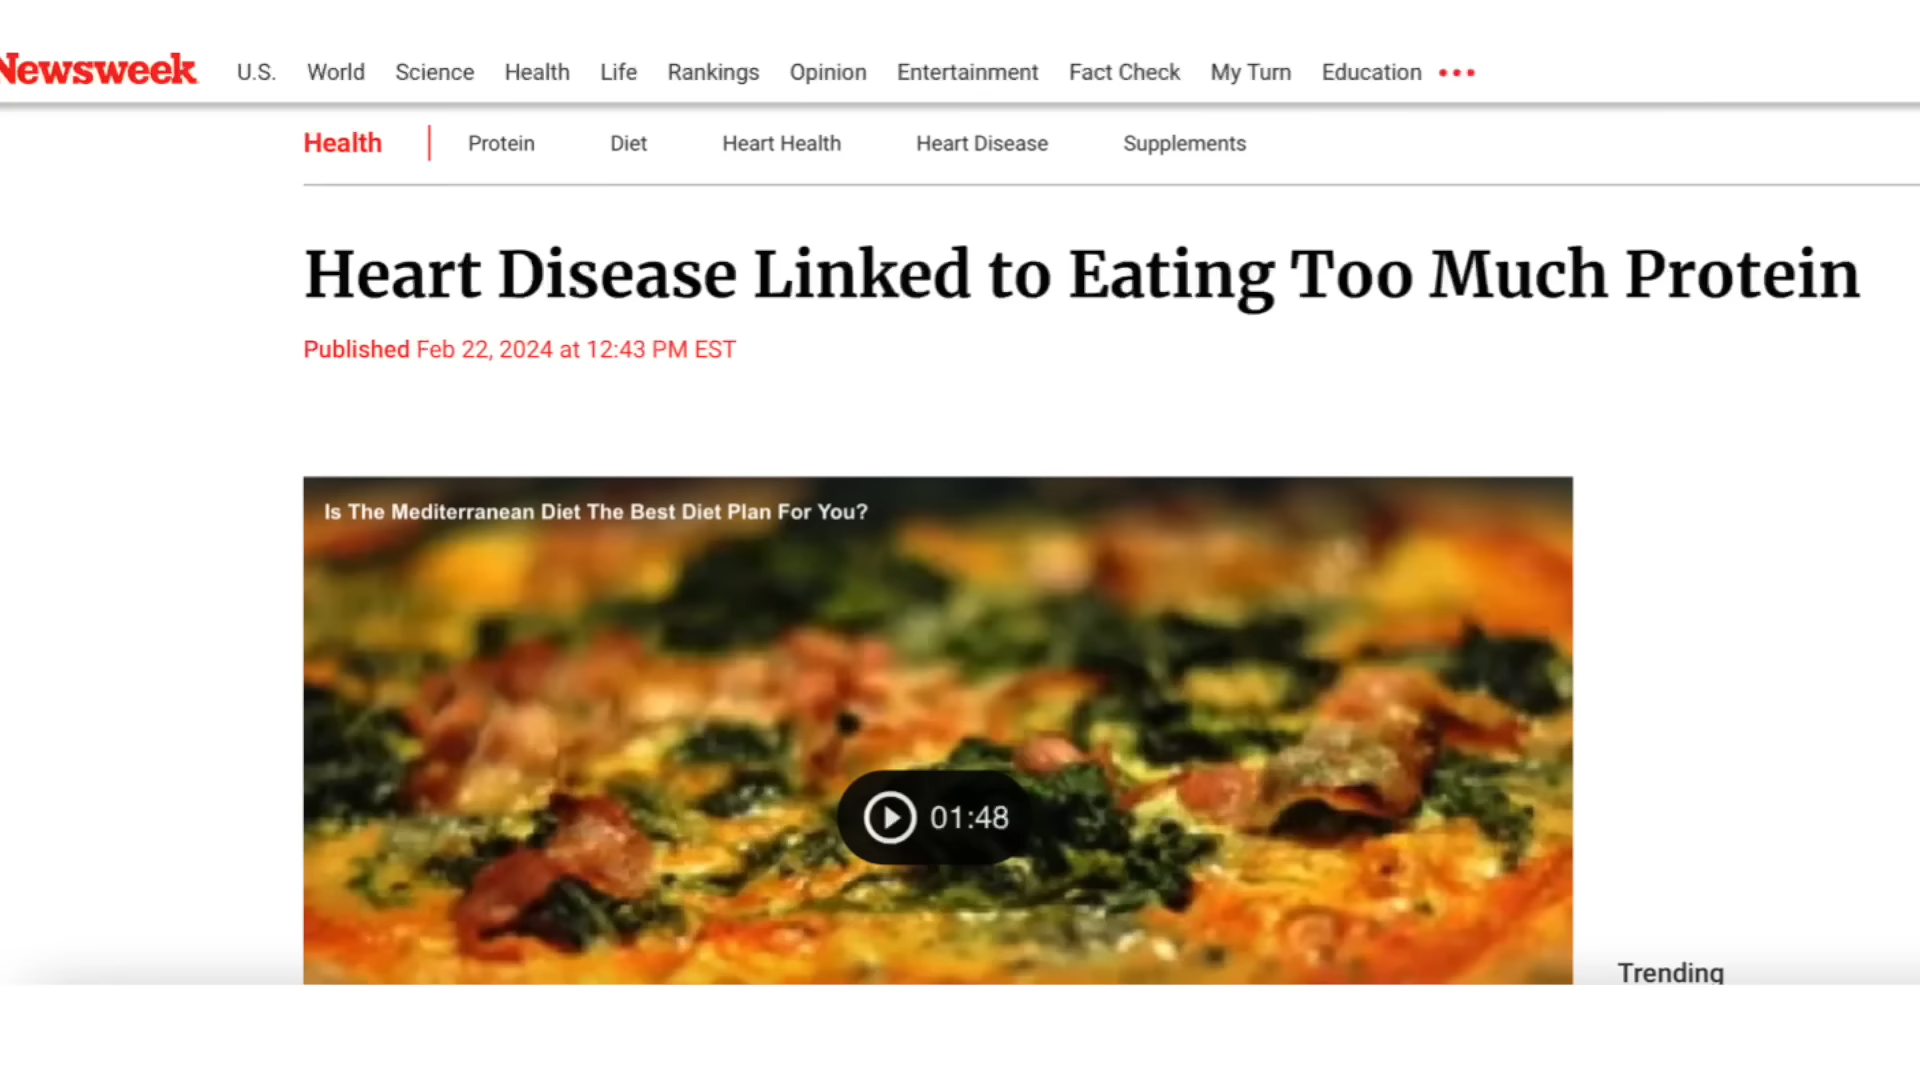 Newsweek U.S. World Science Health Life Rankings Opinion Entertainment Fact Check My Turn Education
Health Protein Diet Heart Health Heart Disease Supplements
Heart Disease Linked to Eating Too Much Protein
Published Feb 22, 2024 at 12:43 PM EST
Is The Mediterranean Diet The Best Diet Plan For You?
01:48
Trending